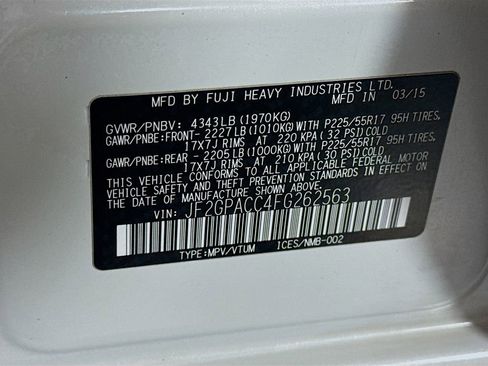 MFD BY FUJI HEAVY INDUSTRIES LTD.
MFD IN 03/15
GVWR/PNBV: 4343LB(1970KG)
GAWR/PNBE:FRONT- 2227LB(1010KG) WITH P225/55R17 95H TIRES,
17X7J RIMS AT 220 KPA(32 PSI)COLD
GAWR/PNBE:REAR - 2205LB(1000KG) WITH P225/55R17 95H TIRES,
17X7J RIMS AT 210 KPA(30 PSI)COLD
THIS VEHICLE CONFORMS TO ALL APPLICABLE FEDERAL MOTOR
VEHICLE SAFETY AND BUMPER STANDARDS IN EFFECT ON THE
DATE OF MANUFACTURE SHOWN ABOVE.
VIN: JF2GPACC4FG262563
TYPE:MPV/VTUM ICES/NMB-002